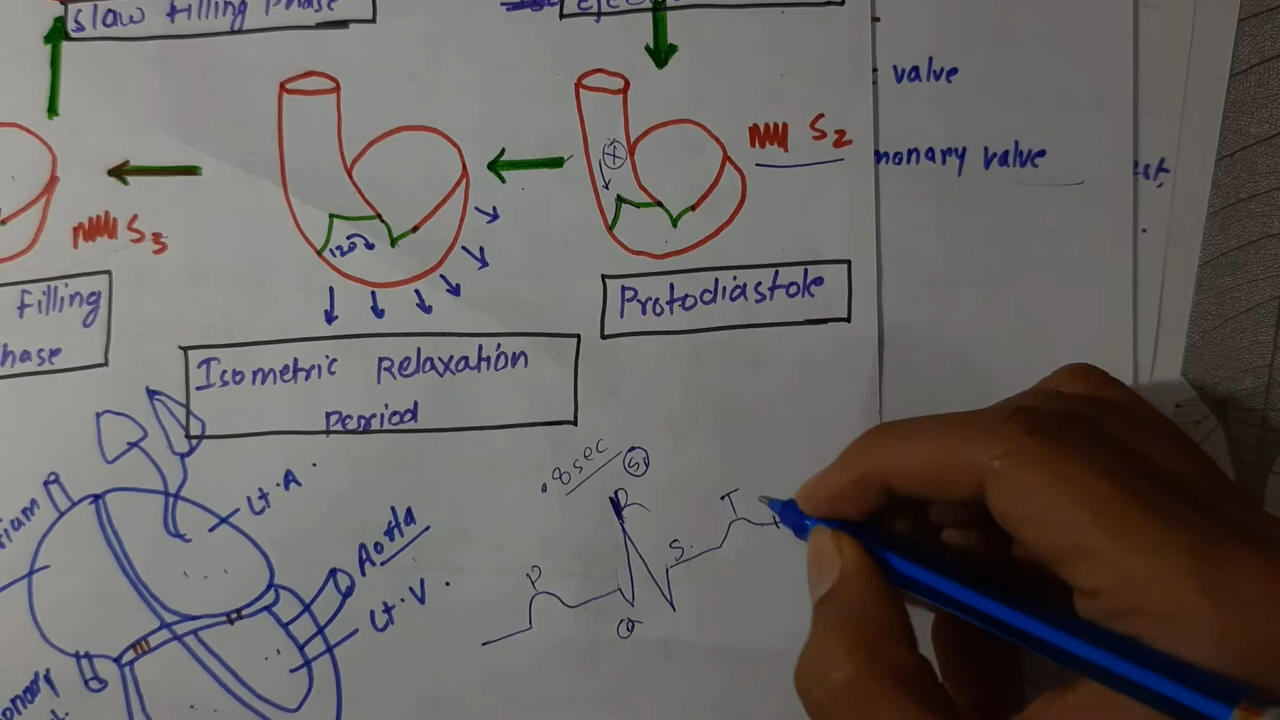 Slow Filling Phase
valve
S2
monary valve
S3
120
Protodiastole
Filling
hase
Isometric Relaxation
Period
.8sec
S1
R
T
Lt.A
S
P
Aorta
Q
Lt.V